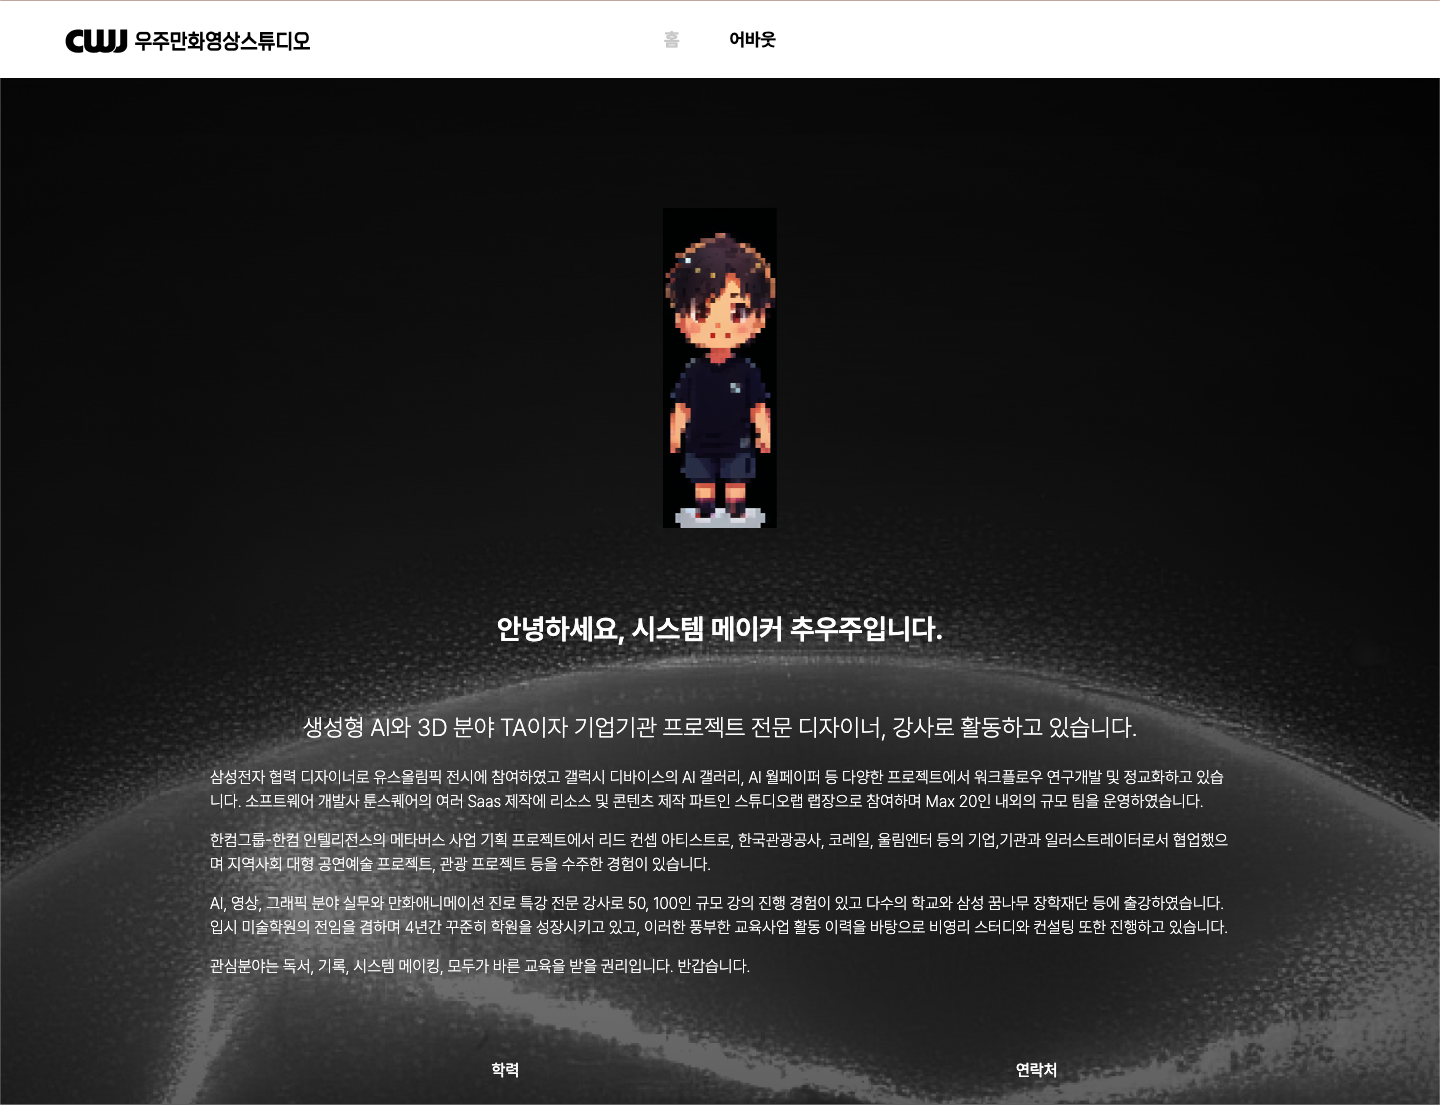 CWJ 우주만화영상스튜디오
홈 어바웃
안녕하세요, 시스템 메이커 추우주입니다.
생성형 AI와 3D 분야 TA이자 기업기관 프로젝트 전문 디자이너, 강사로 활동하고 있습니다.
삼성전자 협력 디자이너로 유스올림픽 전시에 참여하였고 갤럭시 디바이스의 AI 갤러리, AI 월페이퍼 등 다양한 프로젝트에서 워크플로우 연구개발 및 정교화하고 있습
니다. 소프트웨어 개발사 툰스퀘어의 여러 Saas 제작에 리소스 및 콘텐츠 제작 파트인 스튜디오랩 랩장으로 참여하며 Max 20인 내외의 규모 팀을 운영하였습니다.
한컴그룹-한컴 인텔리전스의 메타버스 사업 기획 프로젝트에서 리드 컨셉 아티스트로, 한국관광공사, 코레일, 울림엔터 등의 기업,기관과 일러스트레이터로서 협업했으
며 지역사회 대형 공연예술 프로젝트, 관광 프로젝트 등을 수주한 경험이 있습니다.
AI, 영상, 그래픽 분야 실무와 만화애니메이션 진로 특강 전문 강사로 50, 100인 규모 강의 진행 경험이 있고 다수의 학교와 삼성 꿈나무 장학재단 등에 출강하였습니다.
입시 미술학원의 전임을 겸하며 4년간 꾸준히 학원을 성장시키고 있고, 이러한 풍부한 교육사업 활동 이력을 바탕으로 비영리 스터디와 컨설팅 또한 진행하고 있습니다.
관심분야는 독서, 기록, 시스템 메이킹, 모두가 바른 교육을 받을 권리입니다. 반갑습니다.
학력 연락처